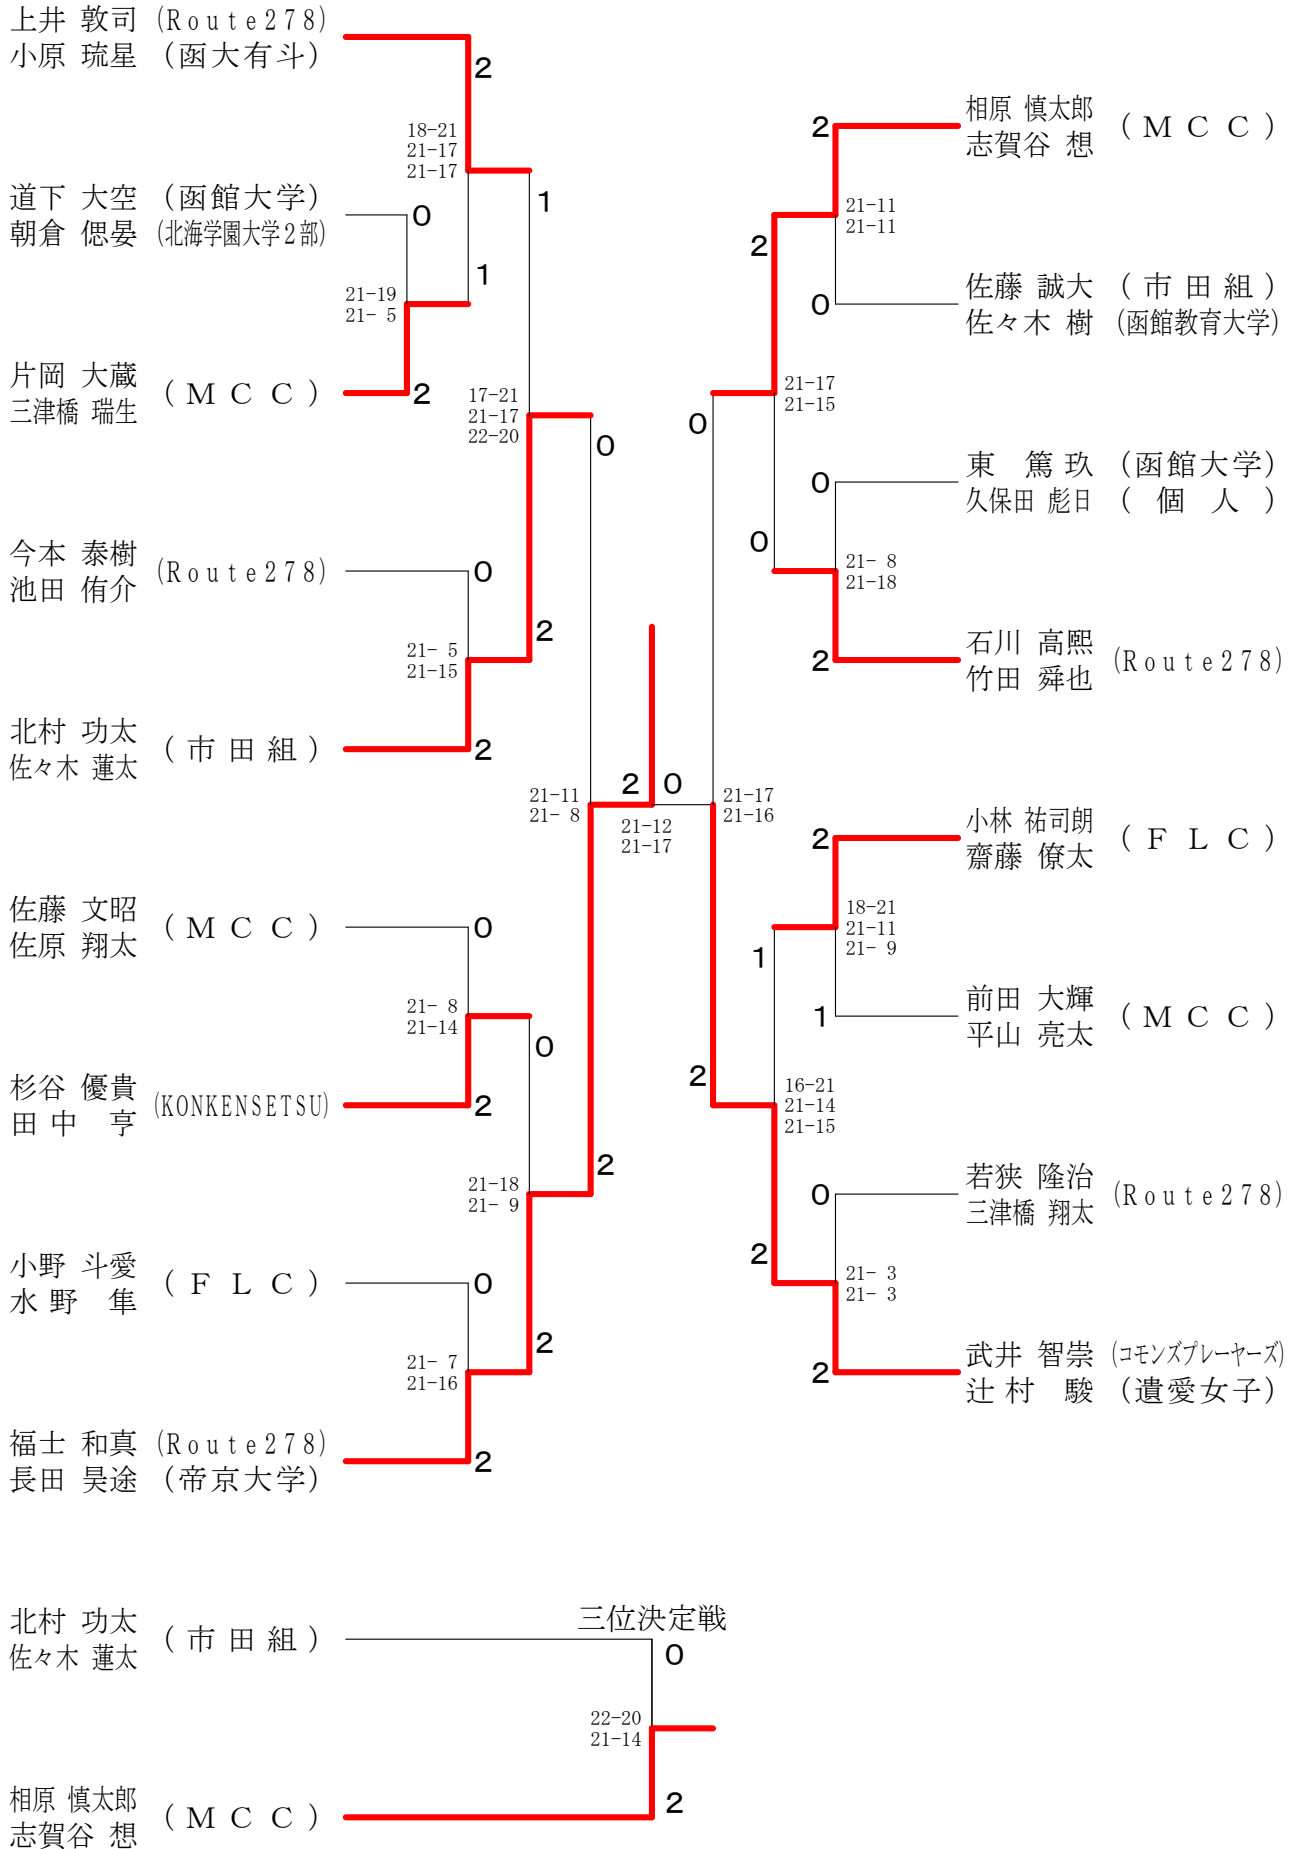 上井 敦司 (Route278)
小原 琉星 (函大有斗)
2
18-21
21-17
21-17
道下 大空 (函館大学)
朝倉 偲晏 (北海学園大学2部)
0
1
1
21-19
21- 5
片岡 大蔵
三津橋 瑞生
(MCC)
2
17-21
21-17
22-20
0
今本 泰樹
池田 侑介
(Route278)
0
2
21- 5
21-15
北村 功太
佐々木 蓮太
(市田組)
2
21-11
21- 8
2
0
21-12
21-17
佐藤 文昭
佐原 翔太
(MCC)
0
21- 8
21-14
0
杉谷 優貴
田中 亨
(KONKENSETSU)
2
2
21-18
21- 9
小野 斗愛
水野 隼
(FLC)
0
2
21- 7
21-16
福士 和真 (Route278)
長田 昊途 (帝京大学)
2
相原 慎太郎
志賀谷 想
(MCC)
2
21-11
21-11
2
佐藤 誠大 (市田組)
佐々木 樹 (函館教育大学)
0
21-17
21-15
0
東 篤玖 (函館大学)
久保田 彪日 (個人)
0
0
21- 8
21-18
石川 高熙
竹田 舜也
(Route278)
2
21-17
21-16
小林 祐司朗
齋藤 僚太
(FLC)
2
18-21
21-11
21- 9
1
前田 大輝
平山 亮太
(MCC)
1
2
16-21
21-14
21-15
若狭 隆治
三津橋 翔太
(Route278)
0
2
21- 3
21- 3
武井 智崇 (コモンズプレーヤーズ)
辻村 駿 (遺愛女子)
2
三位決定戦
北村 功太
佐々木 蓮太
(市田組)
0
22-20
21-14
相原 慎太郎
志賀谷 想
(MCC)
2